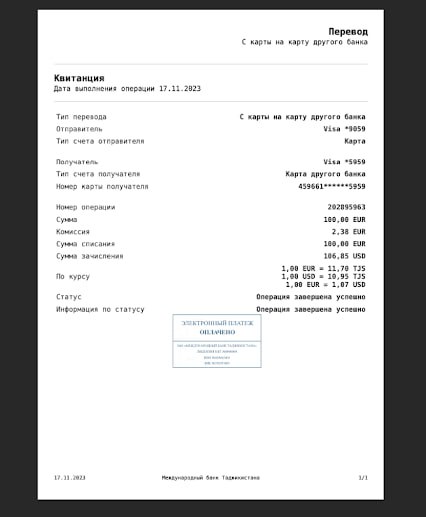 Перевод
С карты на карту другого банка
Квитанция
Дата выполнения операции 17.11.2023
Тип перевода С карты на карту другого банка
Отправитель Visa *9059
Тип счета отправителя Карта
Получатель Visa *5959
Тип счета получателя Карта другого банка
Номер карты получателя 459661******5959
Номер операции 202895963
Сумма 100,00 EUR
Комиссия 2,38 EUR
Сумма списания 100,00 EUR
Сумма зачисления 106,85 USD
1,00 EUR = 11,70 TJS
По курсу 1,00 USD = 10,95 TJS
1,00 EUR = 1,07 USD
Статус Операция завершена успешно
Информация по статусу Операция завершена успешно
ЭЛЕКТРОННЫЙ ПЛАТЕЖ
ОПЛАЧЕНО
17.11.2023 Международный банк Таджикистана 1/1